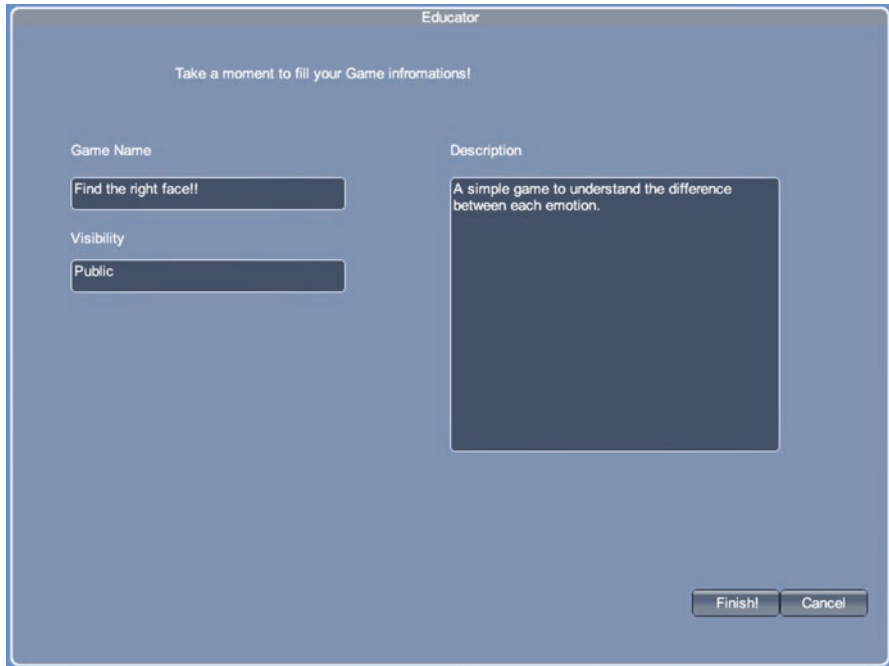 Educator
Take a moment to fill your Game infromations!
Game Name
Find the right face!!
Visibility
Public
Description
A simple game to understand the difference
between each emotion.
Finish!
Cancel